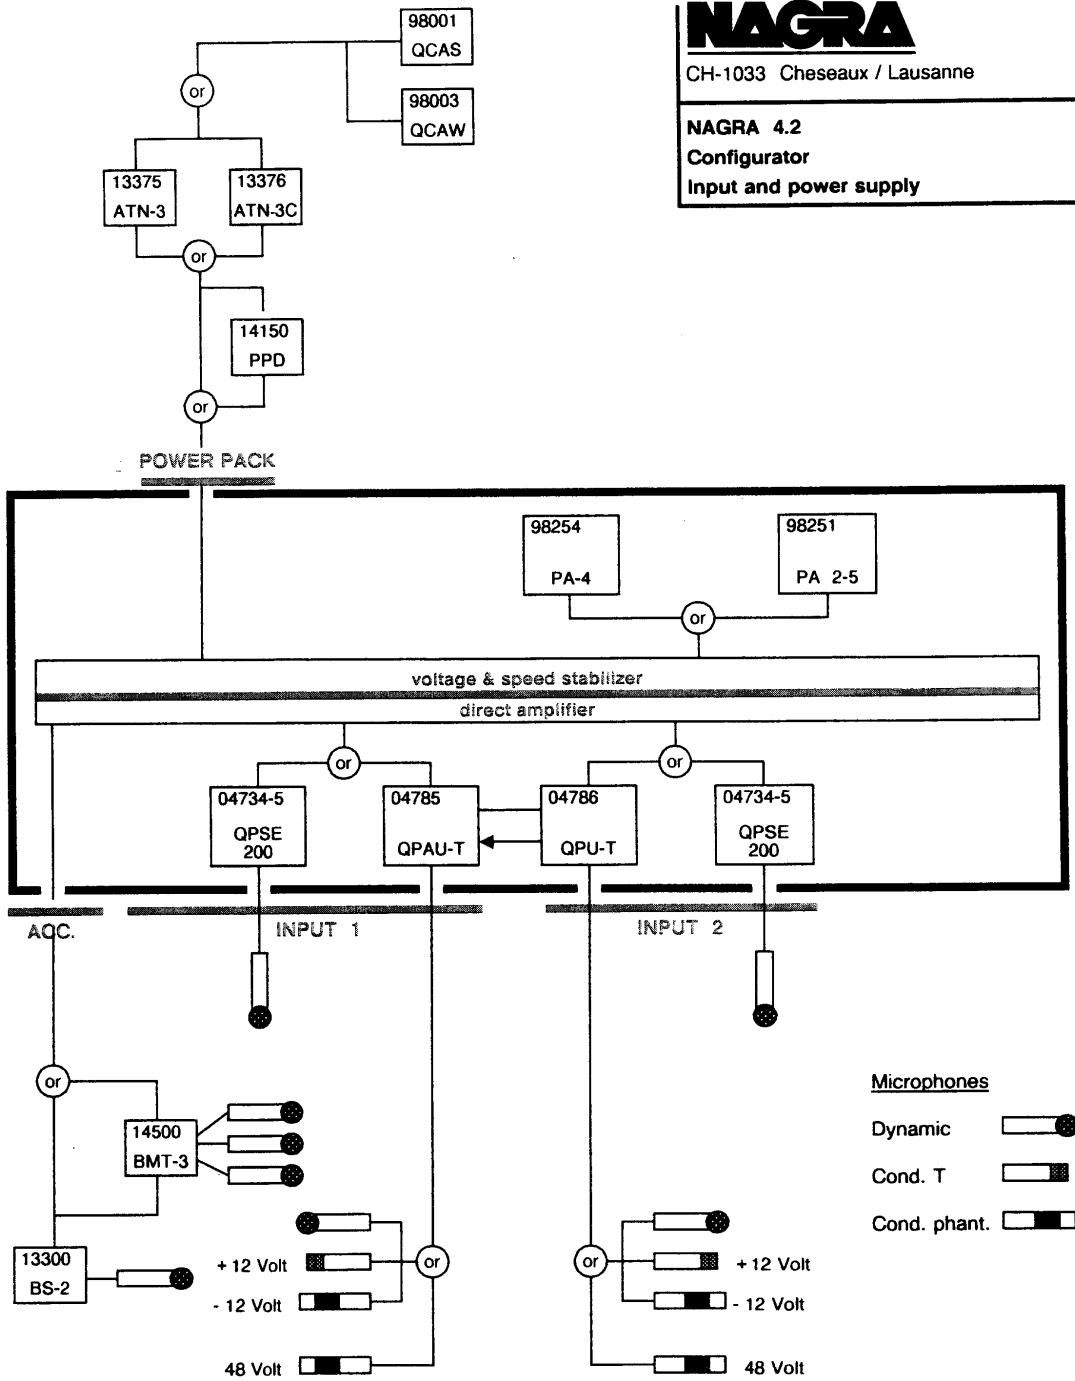 98001
QCAS
NAGRA
CH-1033 Cheseaux / Lausanne
or
98003
QCAW
NAGRA 4.2
Configurator
Input and power supply
13375
ATN-3
13376
ATN-3C
or
14150
PPD
or
POWER PACK
98254
PA-4
98251
PA 2-5
or
voltage & speed stabilizer
direct amplifier
or
or
04734-5
QPSE
200
04785
QPAU-T
04786
QPU-T
04734-5
QPSE
200
ACC.
INPUT 1
INPUT 2
or
14500
BMT-3
Microphones
Dynamic
Cond. T
Cond. phant.
13300
BS-2
+ 12 Volt
- 12 Volt
48 Volt
or
or
+ 12 Volt
- 12 Volt
48 Volt